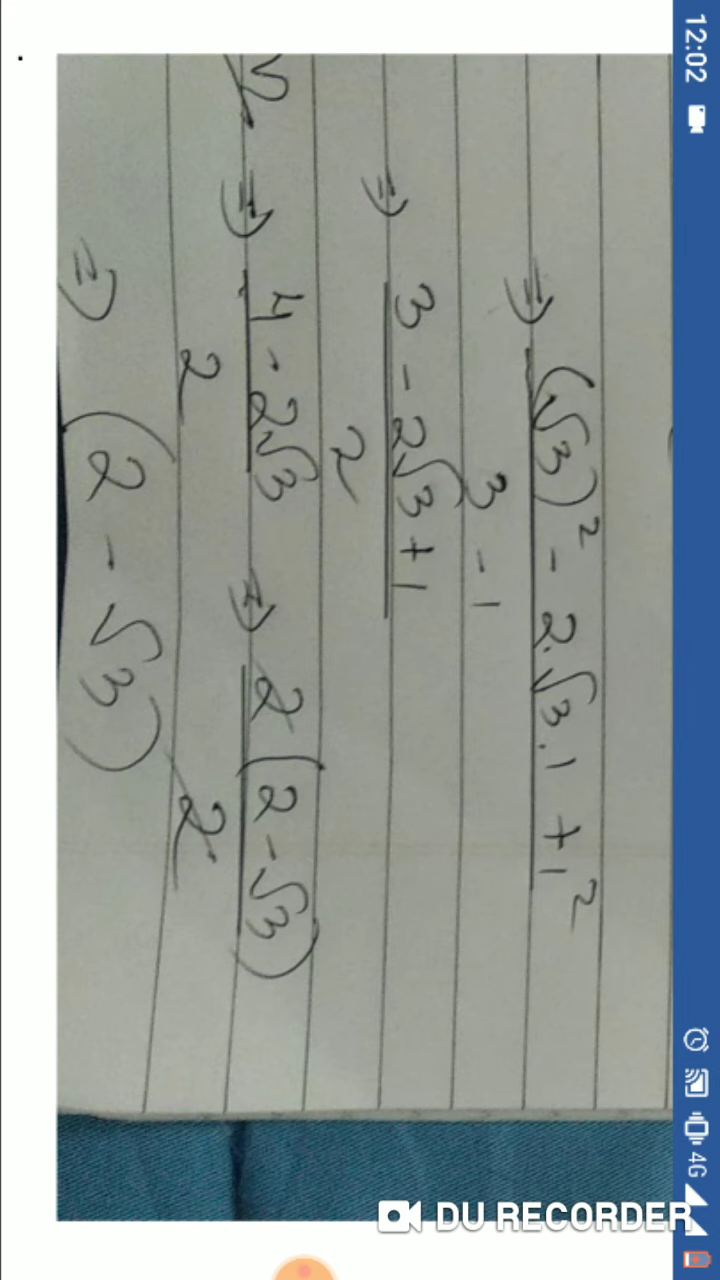 12:02
4G
⇒ (√3)² - 2.√3.1 + 1²
3 - 1
⇒ 3 - 2√3 + 1
2
⇒ 4 - 2√3 ⇒ 2(2 - √3)
2 2
⇒ (2 - √3)
DU RECORDER